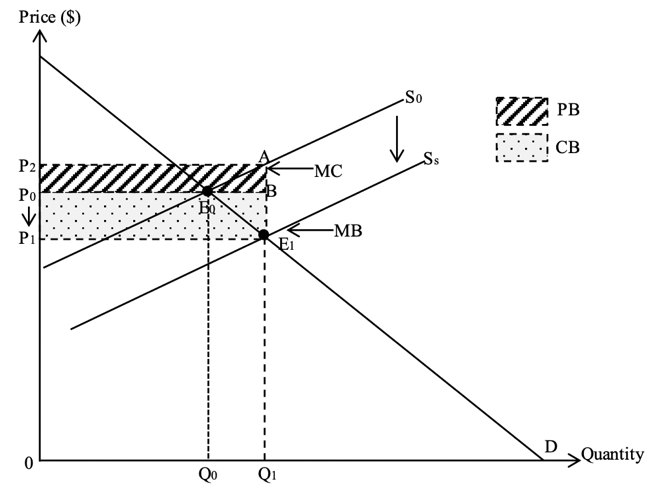 Price ($)
S₀
PB
CB
Sₛ
P₂
A
MC
P₀
B
E₀
P₁
E₁
MB
D
0
Q₀
Q₁
Quantity